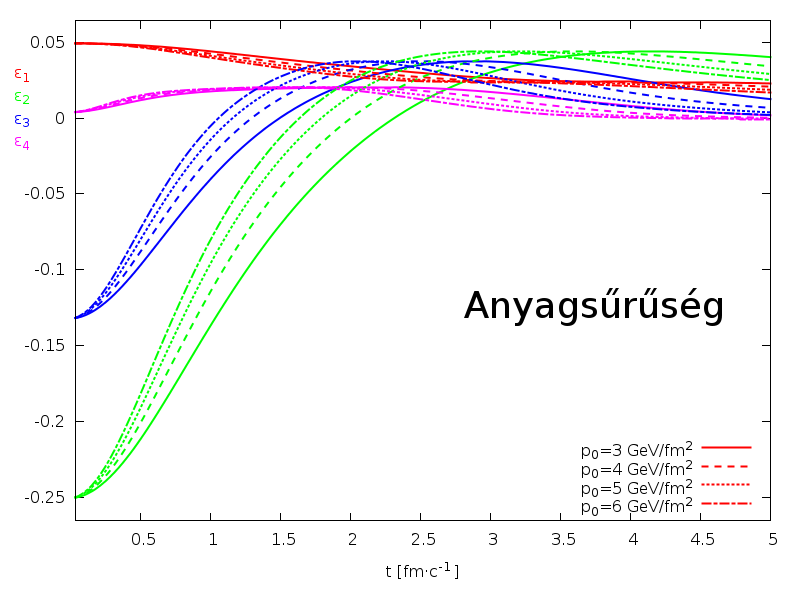 0.05
ε1
ε2
ε3
0
ε4
-0.05
-0.1
Anyagsűrűség
-0.15
-0.2
p0=3 GeV/fm2
p0=4 GeV/fm2
p0=5 GeV/fm2
-0.25
p0=6 GeV/fm2
0.5 1 1.5 2 2.5 3 3.5 4 4.5 5
t [fm·c-1]